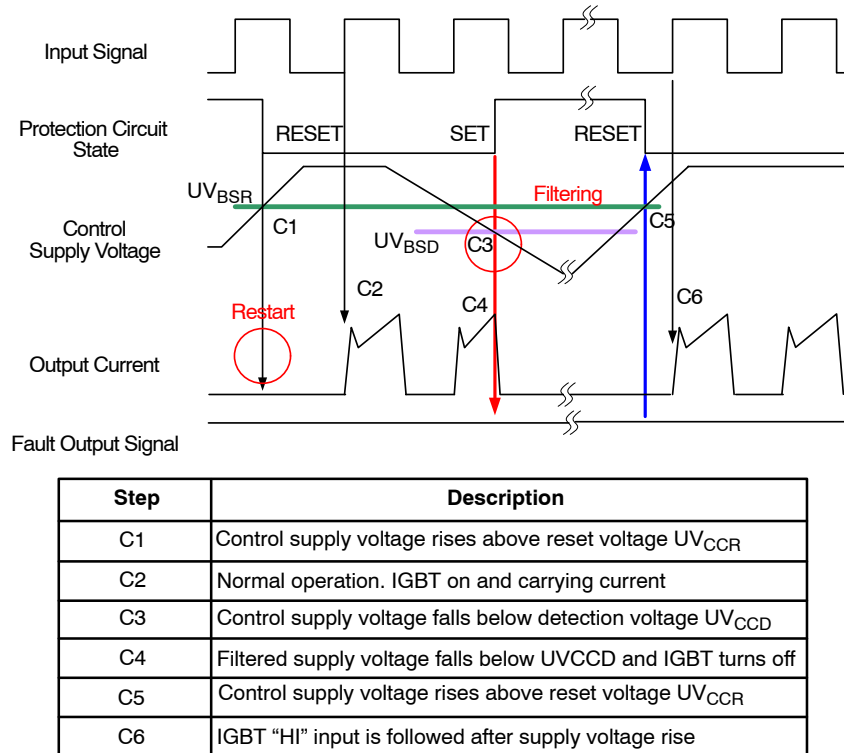 Input Signal
Protection Circuit
State
RESET
SET
RESET
UVBSR
Filtering
C1
C5
Control
Supply Voltage
UVBSD
C3
C2
C4
C6
Restart
Output Current
Fault Output Signal
Step Description
C1 Control supply voltage rises above reset voltage UVCCR
C2 Normal operation. IGBT on and carrying current
C3 Control supply voltage falls below detection voltage UVCCD
C4 Filtered supply voltage falls below UVCCD and IGBT turns off
C5 Control supply voltage rises above reset voltage UVCCR
C6 IGBT “HI” input is followed after supply voltage rise